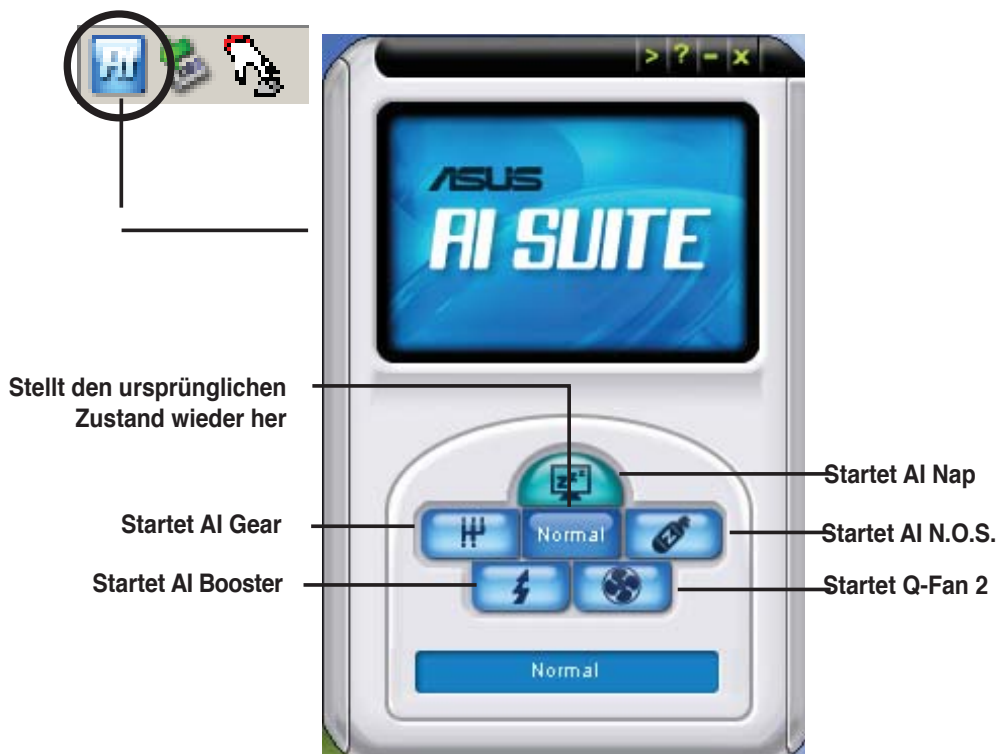 Ai
> ? - x
ASUS
AI SUITE
Stellt den ursprünglichen
Zustand wieder her
Startet AI Nap
Startet AI Gear
Normal
Startet AI N.O.S.
Startet AI Booster
Startet Q-Fan 2
Normal